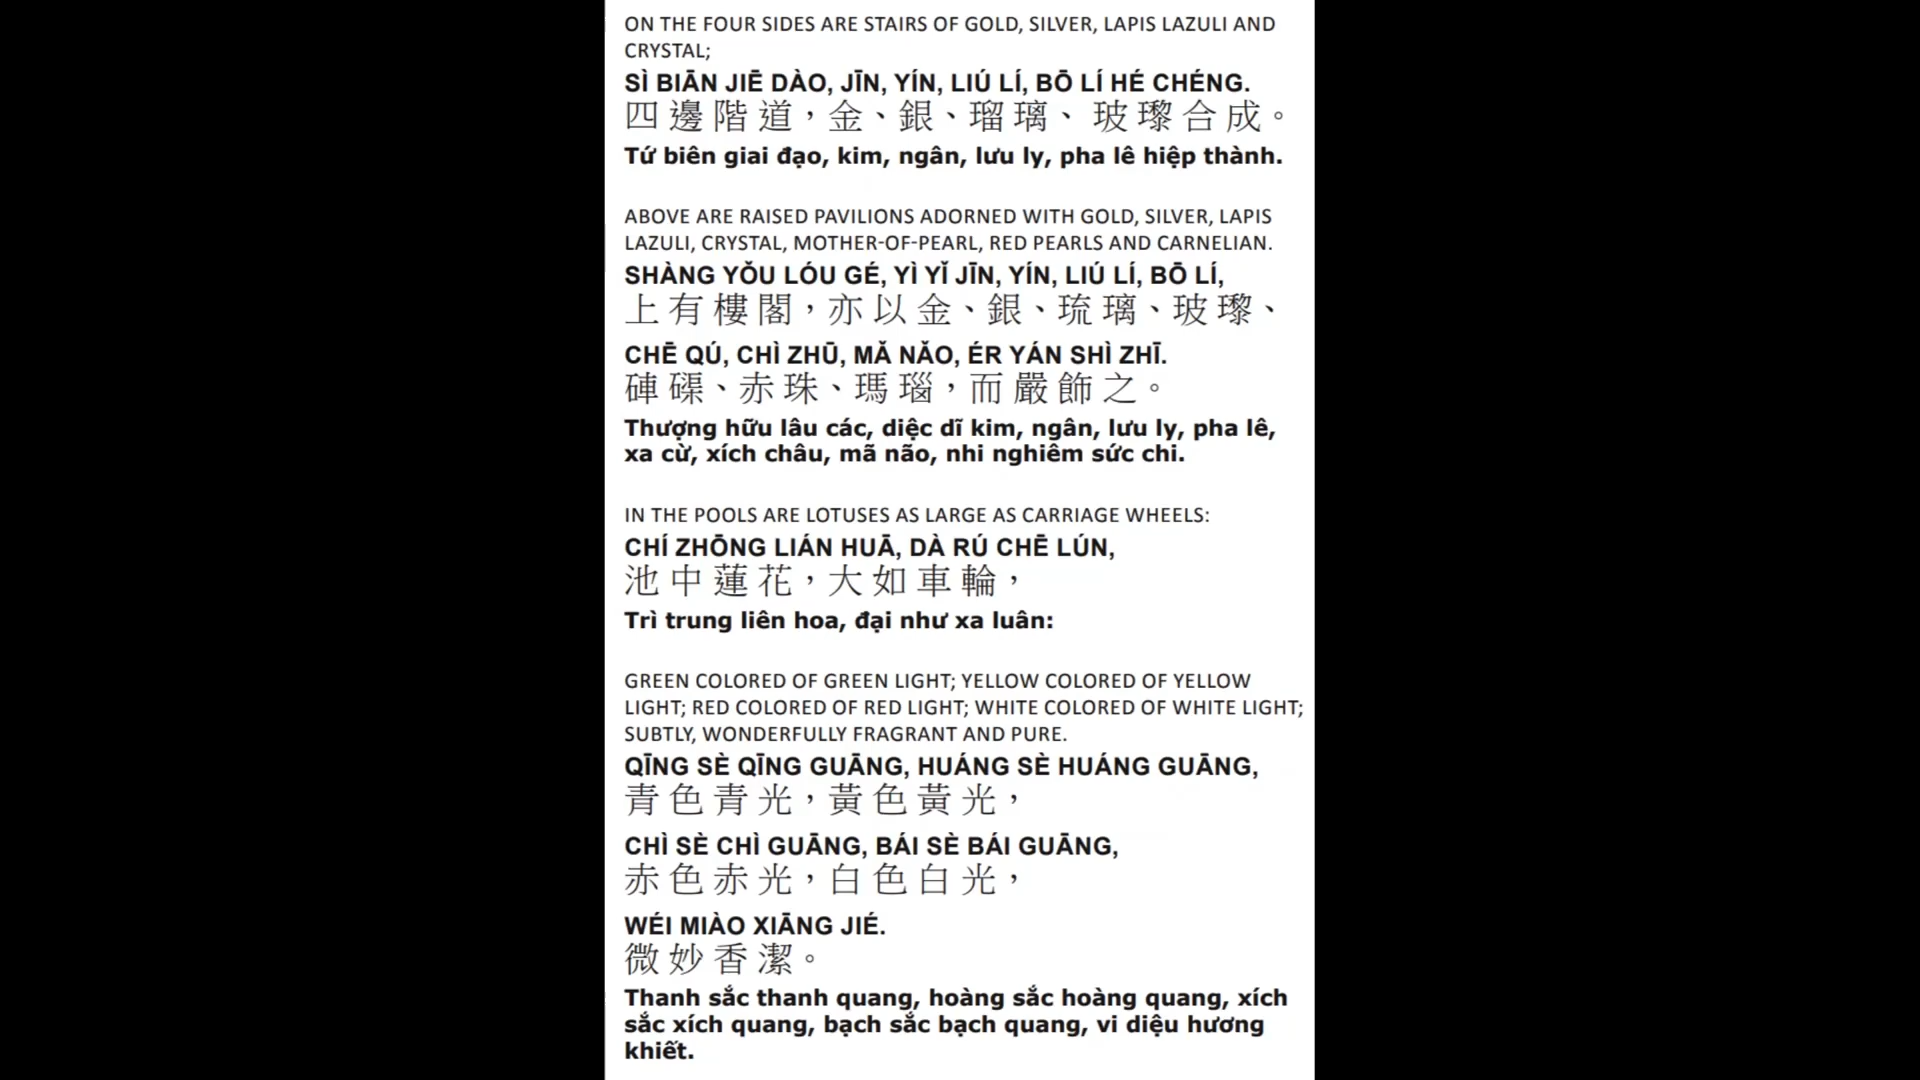 ON THE FOUR SIDES ARE STAIRS OF GOLD, SILVER, LAPIS LAZULI AND
CRYSTAL;
SÌ BIĀN JIĒ DÀO, JĪN, YÍN, LIÚ LÍ, BŌ LÍ HÉ CHÉNG.
四邊階道，金、銀、瑠璃、玻瓈合成。
Tứ biên giai đạo, kim, ngân, lưu ly, pha lê hiệp thành.
ABOVE ARE RAISED PAVILIONS ADORNED WITH GOLD, SILVER, LAPIS
LAZULI, CRYSTAL, MOTHER-OF-PEARL, RED PEARLS AND CARNELIAN.
SHÀNG YǑU LÓU GÉ, YÌ YǏ JĪN, YÍN, LIÚ LÍ, BŌ LÍ,
上有樓閣，亦以金、銀、琉璃、玻瓈、
CHĒ QÚ, CHÌ ZHŪ, MǍ NǍO, ÉR YÁN SHÌ ZHĪ.
硨磲、赤珠、瑪瑙，而嚴飾之。
Thượng hữu lâu các, diệc dĩ kim, ngân, lưu ly, pha lê,
xa cừ, xích châu, mã não, nhi nghiêm sức chi.
IN THE POOLS ARE LOTUSES AS LARGE AS CARRIAGE WHEELS:
CHÍ ZHŌNG LIÁN HUĀ, DÀ RÚ CHĒ LÚN,
池中蓮花，大如車輪，
Trì trung liên hoa, đại như xa luân:
GREEN COLORED OF GREEN LIGHT; YELLOW COLORED OF YELLOW
LIGHT; RED COLORED OF RED LIGHT; WHITE COLORED OF WHITE LIGHT;
SUBTLY, WONDERFULLY FRAGRANT AND PURE.
QĪNG SÈ QĪNG GUĀNG, HUÁNG SÈ HUÁNG GUĀNG,
青色青光，黃色黃光，
CHÌ SÈ CHÌ GUĀNG, BÁI SÈ BÁI GUĀNG,
赤色赤光，白色白光，
WÉI MIÀO XIĀNG JIÉ.
微妙香潔。
Thanh sắc thanh quang, hoàng sắc hoàng quang, xích
sắc xích quang, bạch sắc bạch quang, vi diệu hương
khiết.